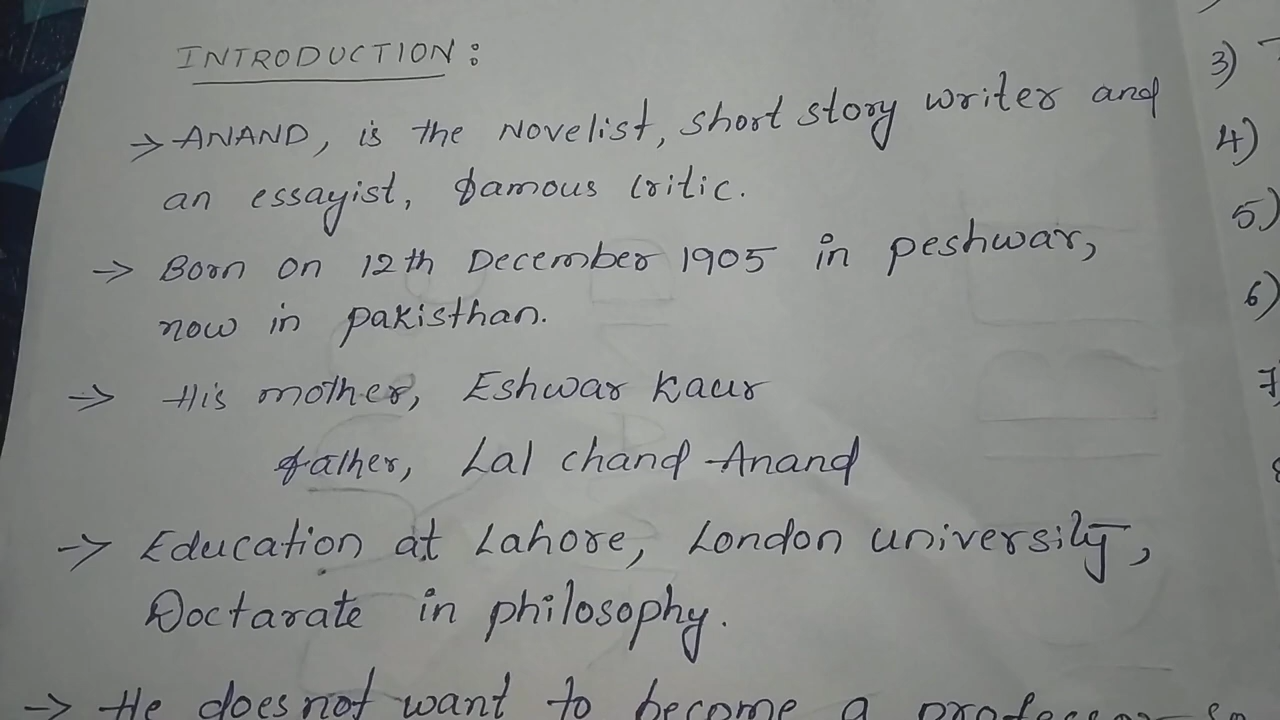 INTRODUCTION:
→ ANAND, is the Novelist, short story writer and
an essayist, famous critic.
→ Born on 12th December 1905 in peshwar,
now in pakisthan.
→ His mother, Eshwar kaur
father, Lal chand Anand
→ Education at Lahore, London university,
Doctarate in philosophy.
→ He does not want to become a professor
3)
4)
5)
6)
7)